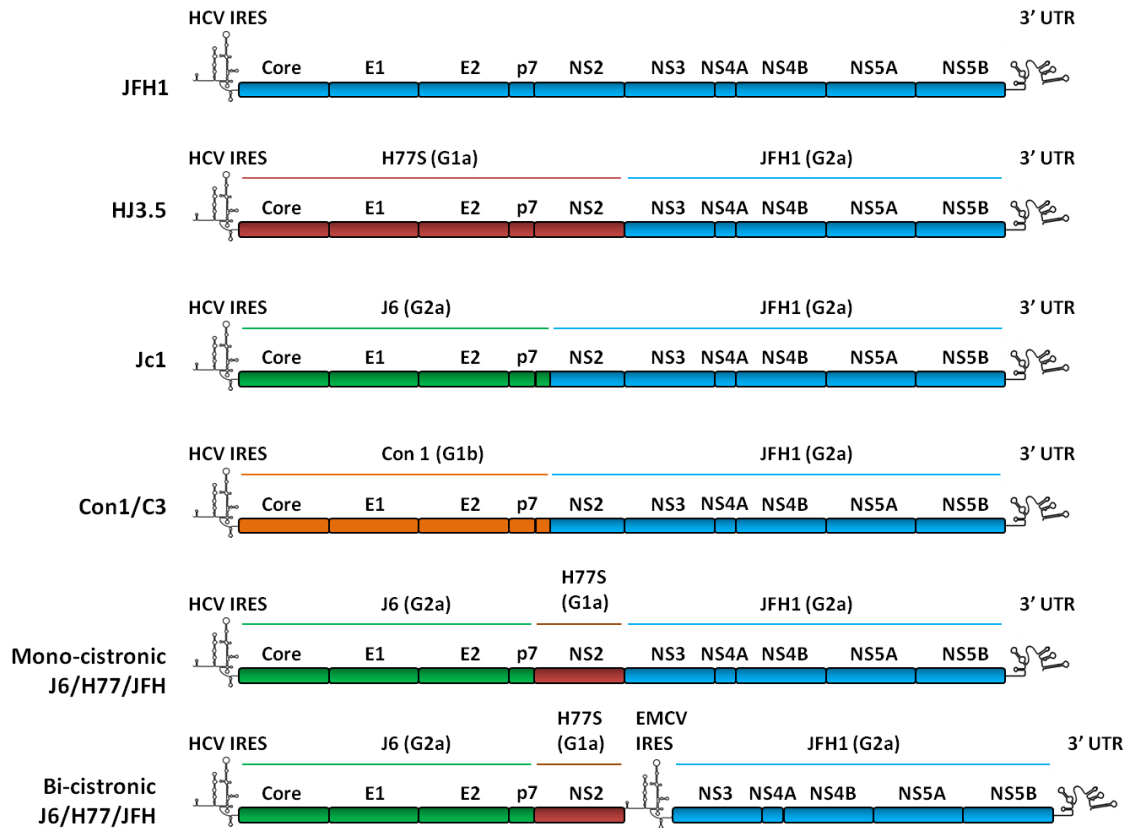 HCV IRES 3’ UTR
Core E1 E2 p7 NS2 NS3 NS4A NS4B NS5A NS5B
JFH1
HCV IRES H77S (G1a) JFH1 (G2a) 3’ UTR
Core E1 E2 p7 NS2 NS3 NS4A NS4B NS5A NS5B
HJ3.5
HCV IRES J6 (G2a) JFH1 (G2a) 3’ UTR
Core E1 E2 p7 NS2 NS3 NS4A NS4B NS5A NS5B
Jc1
HCV IRES Con 1 (G1b) JFH1 (G2a) 3’ UTR
Core E1 E2 p7 NS2 NS3 NS4A NS4B NS5A NS5B
Con1/C3
H77S
HCV IRES J6 (G2a) (G1a) JFH1 (G2a) 3’ UTR
Core E1 E2 p7 NS2 NS3 NS4A NS4B NS5A NS5B
Mono-cistronic
J6/H77/JFH
H77S EMCV
HCV IRES J6 (G2a) (G1a) IRES JFH1 (G2a) 3’ UTR
Core E1 E2 p7 NS2 NS3 NS4A NS4B NS5A NS5B
Bi-cistronic
J6/H77/JFH